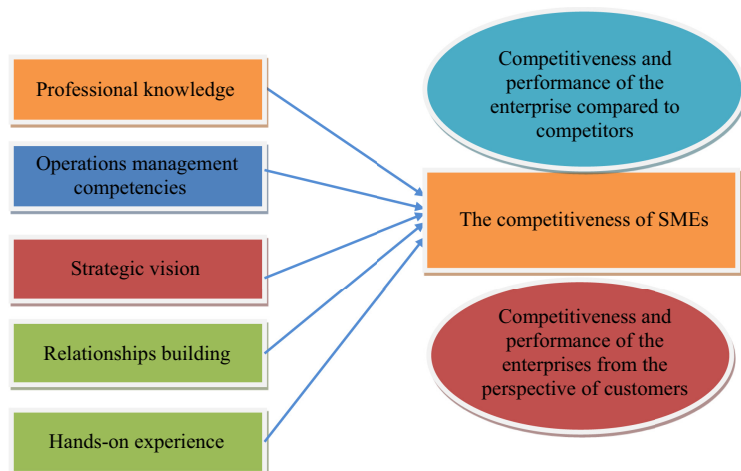 Professional knowledge
Operations management
competencies
Strategic vision
Relationships building
Hands-on experience
Competitiveness and
performance of the
enterprise compared to
competitors
The competitiveness of SMEs
Competitiveness and
performance of the
enterprises from the
perspective of customers